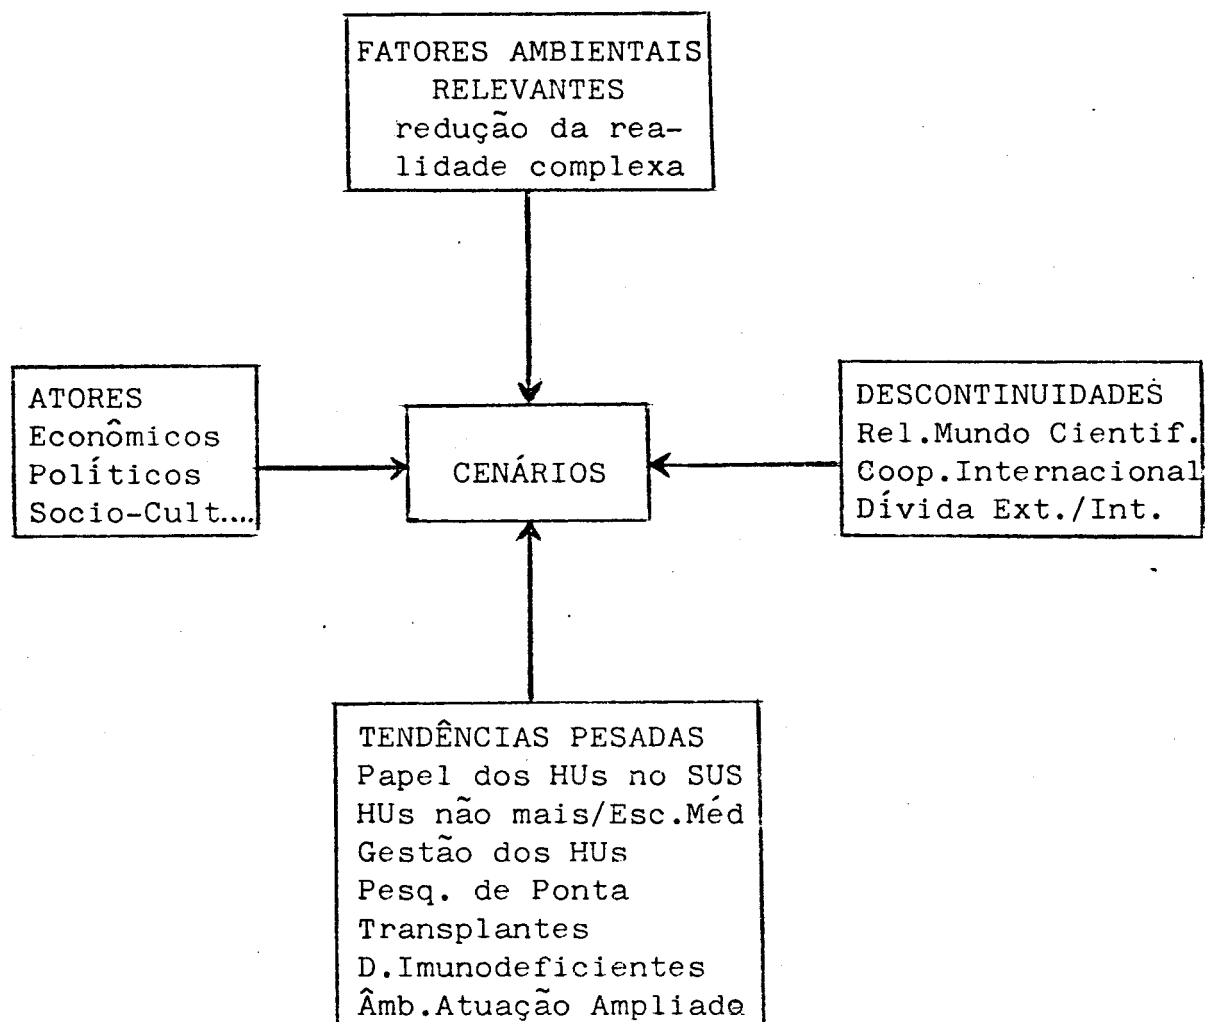 FATORES AMBIENTAIS
RELEVANTES
redução da rea-
lidade complexa
ATORES
Econômicos
Políticos
Socio-Cult....
CENÁRIOS
DESCONTINUIDADES
Rel.Mundo Cientif.
Coop.Internacional
Dívida Ext./Int.
TENDÊNCIAS PESADAS
Papel dos HUs no SUS
HUs não mais/Esc.Méd
Gestão dos HUs
Pesq. de Ponta
Transplantes
D.Imunodeficientes
Âmb.Atuação Ampliado